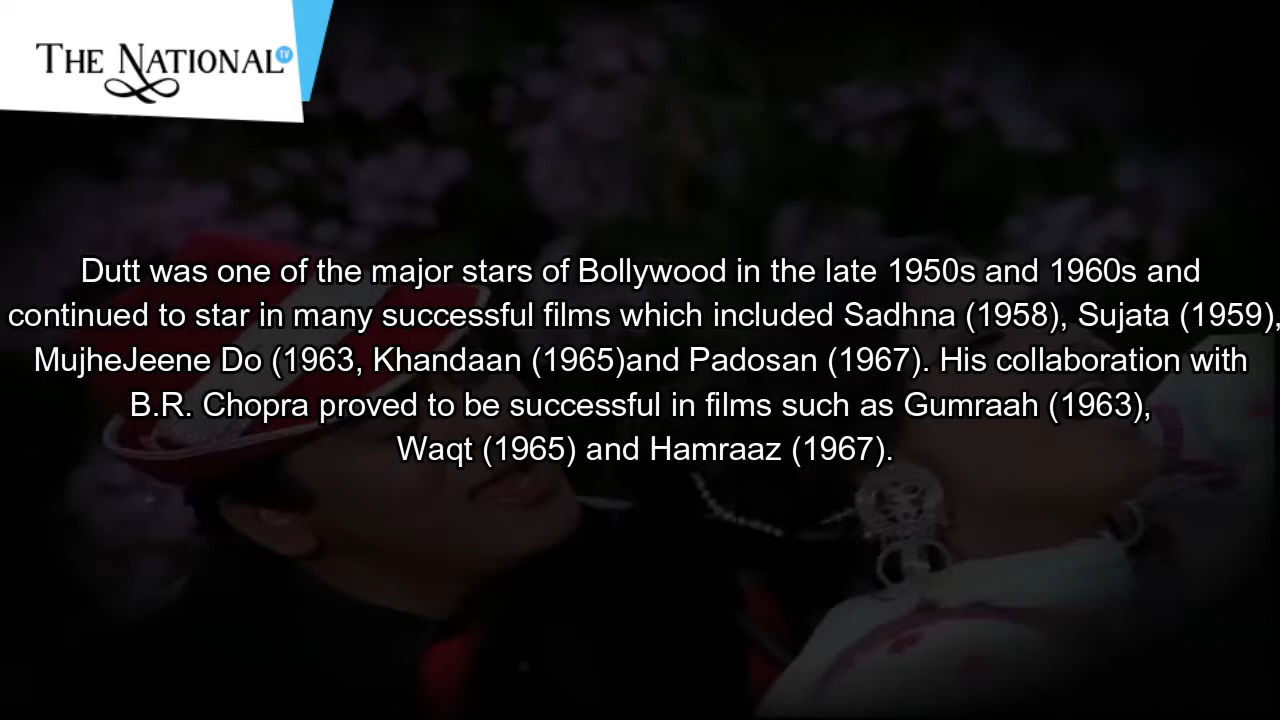 THE NATIONAL TV
Dutt was one of the major stars of Bollywood in the late 1950s and 1960s and
continued to star in many successful films which included Sadhna (1958), Sujata (1959),
MujheJeene Do (1963, Khandaan (1965)and Padosan (1967). His collaboration with
B.R. Chopra proved to be successful in films such as Gumraah (1963),
Waqt (1965) and Hamraaz (1967).